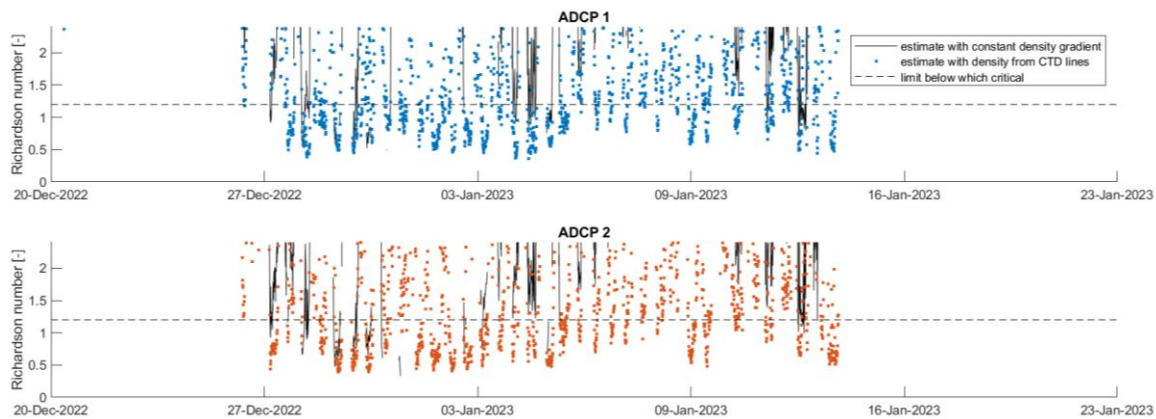 ADCP 1
Richardson number [-]
2
1.5
1
0.5
0
estimate with constant density gradient
estimate with density from CTD lines
limit below which critical
20-Dec-2022 27-Dec-2022 03-Jan-2023 09-Jan-2023 16-Jan-2023 23-Jan-2023
ADCP 2
Richardson number [-]
2
1.5
1
0.5
0
20-Dec-2022 27-Dec-2022 03-Jan-2023 09-Jan-2023 16-Jan-2023 23-Jan-2023